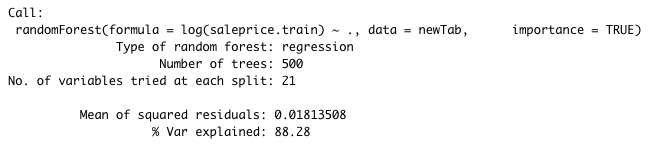 Call:
randomForest(formula = log(saleprice.train) ~ ., data = newTab, importance = TRUE)
Type of random forest: regression
Number of trees: 500
No. of variables tried at each split: 21
Mean of squared residuals: 0.01813508
% Var explained: 88.28